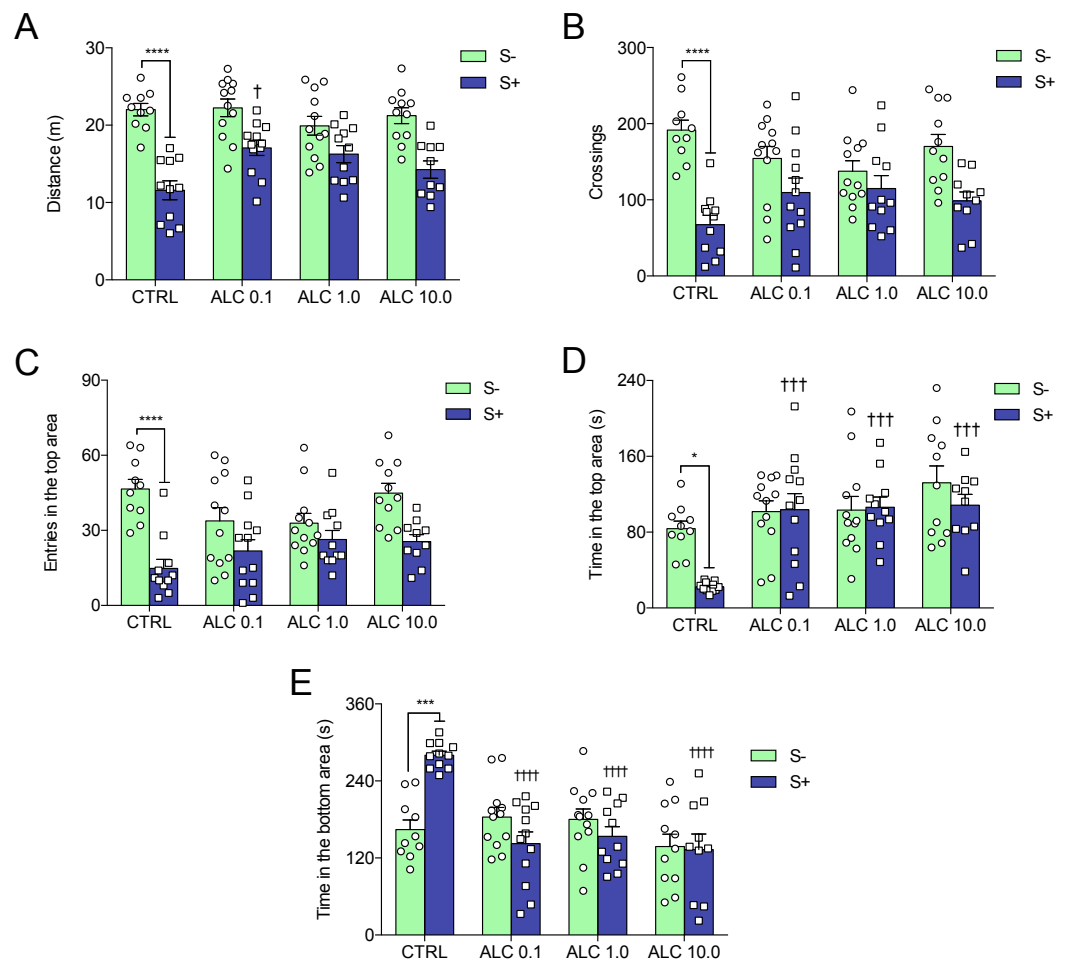 A
Distance (m)
30
20
10
0
****
†
S-
S+
CTRL
ALC 0.1
ALC 1.0
ALC 10.0
B
Crossings
300
200
100
0
****
S-
S+
CTRL
ALC 0.1
ALC 1.0
ALC 10.0
C
Entries in the top area
90
60
30
0
****
S-
S+
CTRL
ALC 0.1
ALC 1.0
ALC 10.0
D
Time in the top area (s)
240
160
80
0
*
†††
†††
†††
S-
S+
CTRL
ALC 0.1
ALC 1.0
ALC 10.0
E
Time in the bottom area (s)
360
240
120
0
***
††††
††††
††††
S-
S+
CTRL
ALC 0.1
ALC 1.0
ALC 10.0